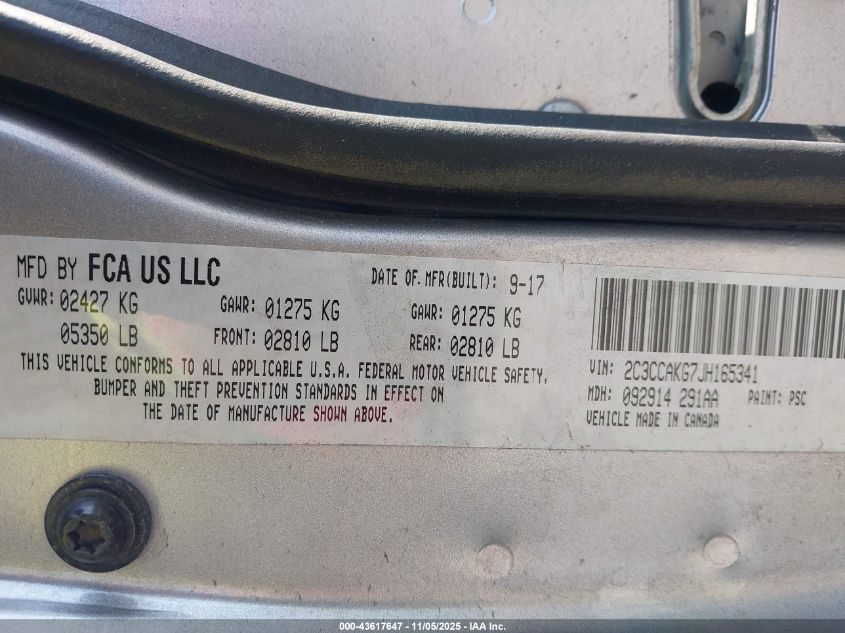 MFD BY FCA US LLC
DATE OF.MFR(BUILT): 9-17
GVWR: 02427 KG
GAWR: 01275 KG
GAWR: 01275 KG
05350 LB
FRONT: 02810 LB
REAR: 02810 LB
THIS VEHICLE CONFORMS TO ALL APPLICABLE U.S.A. FEDERAL MOTOR VEHICLE SAFETY,
BUMPER AND THEFT PREVENTION STANDARDS IN EFFECT ON
THE DATE OF MANUFACTURE SHOWN ABOVE.
VIN: 2C3CCAKG7JH165341
MDH: 092914 291AA PAINT: PSC
VEHICLE MADE IN CANADA
000-43617647 - 11/05/2025 - IAA Inc.